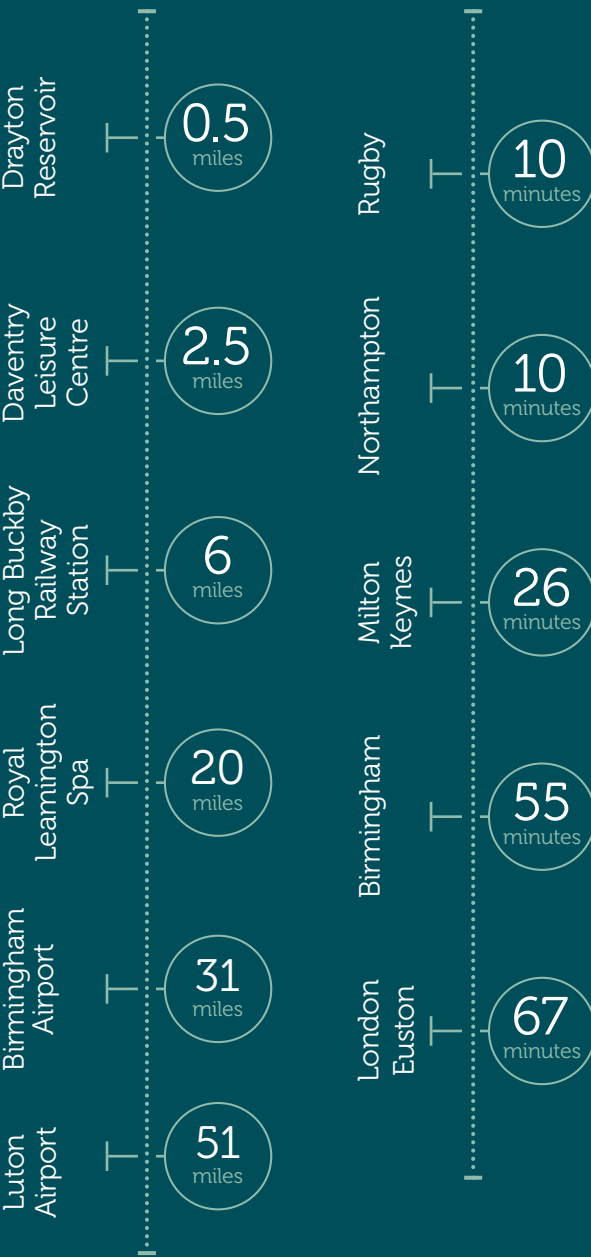 Drayton
Reservoir
0.5
miles
Daventry
Leisure
Centre
2.5
miles
Long Buckby
Railway
Station
6
miles
Royal
Leamington
Spa
20
miles
Birmingham
Airport
31
miles
Luton
Airport
51
miles
Rugby
10
minutes
Northampton
10
minutes
Milton
Keynes
26
minutes
Birmingham
55
minutes
London
Euston
67
minutes